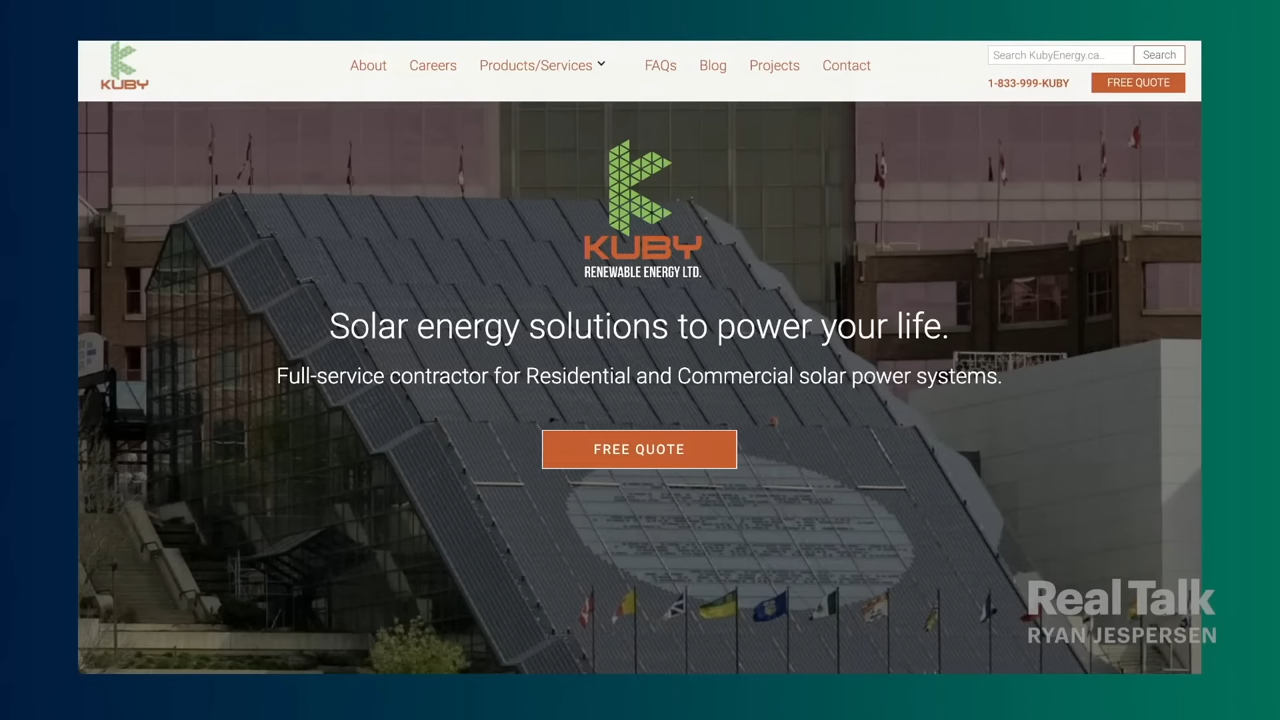 KUBY
About Careers Products/Services FAQs Blog Projects Contact
Search KubyEnergy.ca... Search
1-833-999-KUBY FREE QUOTE
KUBY
RENEWABLE ENERGY LTD.
Solar energy solutions to power your life.
Full-service contractor for Residential and Commercial solar power systems.
FREE QUOTE
Real Talk
RYAN JESPERSEN